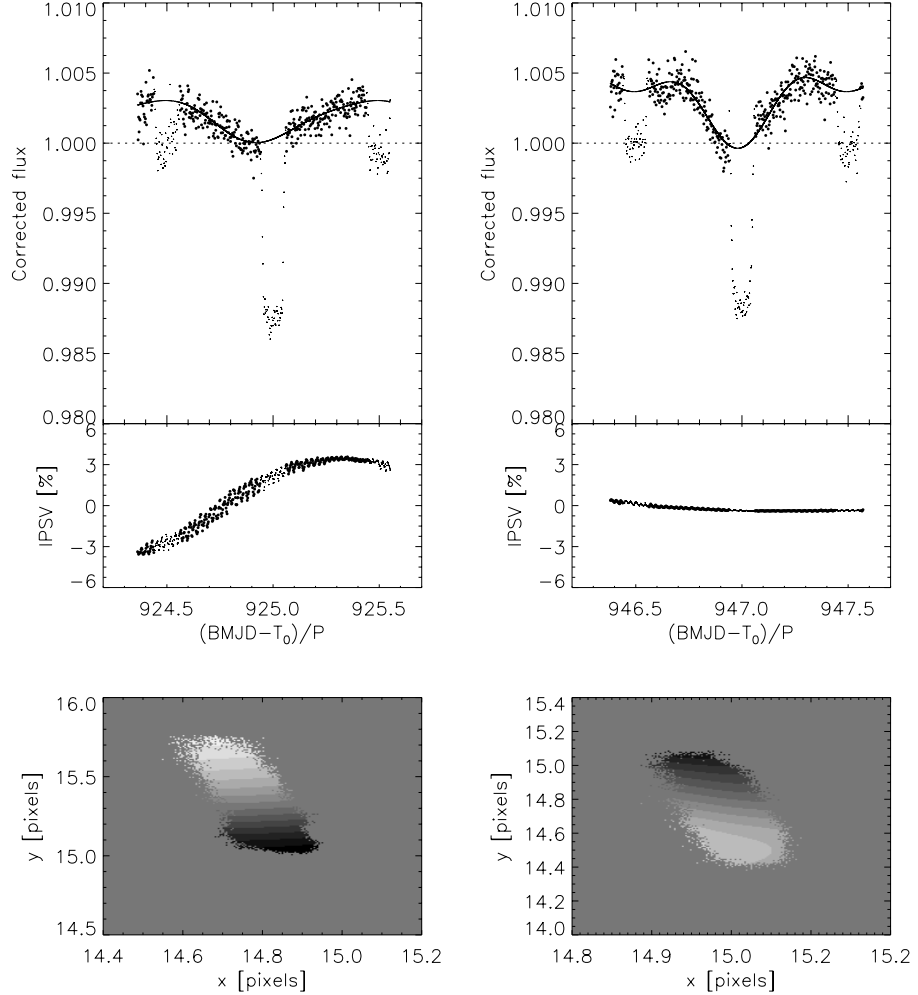 1.010
1.005
1.000
0.995
0.990
0.985
0.980
Corrected flux
6
3
0
−3
−6
IPSV [%]
924.5 925.0 925.5
(BMJD−T0)/P
1.010
1.005
1.000
0.995
0.990
0.985
0.980
Corrected flux
6
3
0
−3
−6
IPSV [%]
946.5 947.0 947.5
(BMJD−T0)/P
16.0
15.5
15.0
14.5
y [pixels]
14.4 14.6 14.8 15.0 15.2
x [pixels]
15.4
15.2
15.0
14.8
14.6
14.4
14.2
14.0
y [pixels]
14.8 14.9 15.0 15.1 15.2
x [pixels]